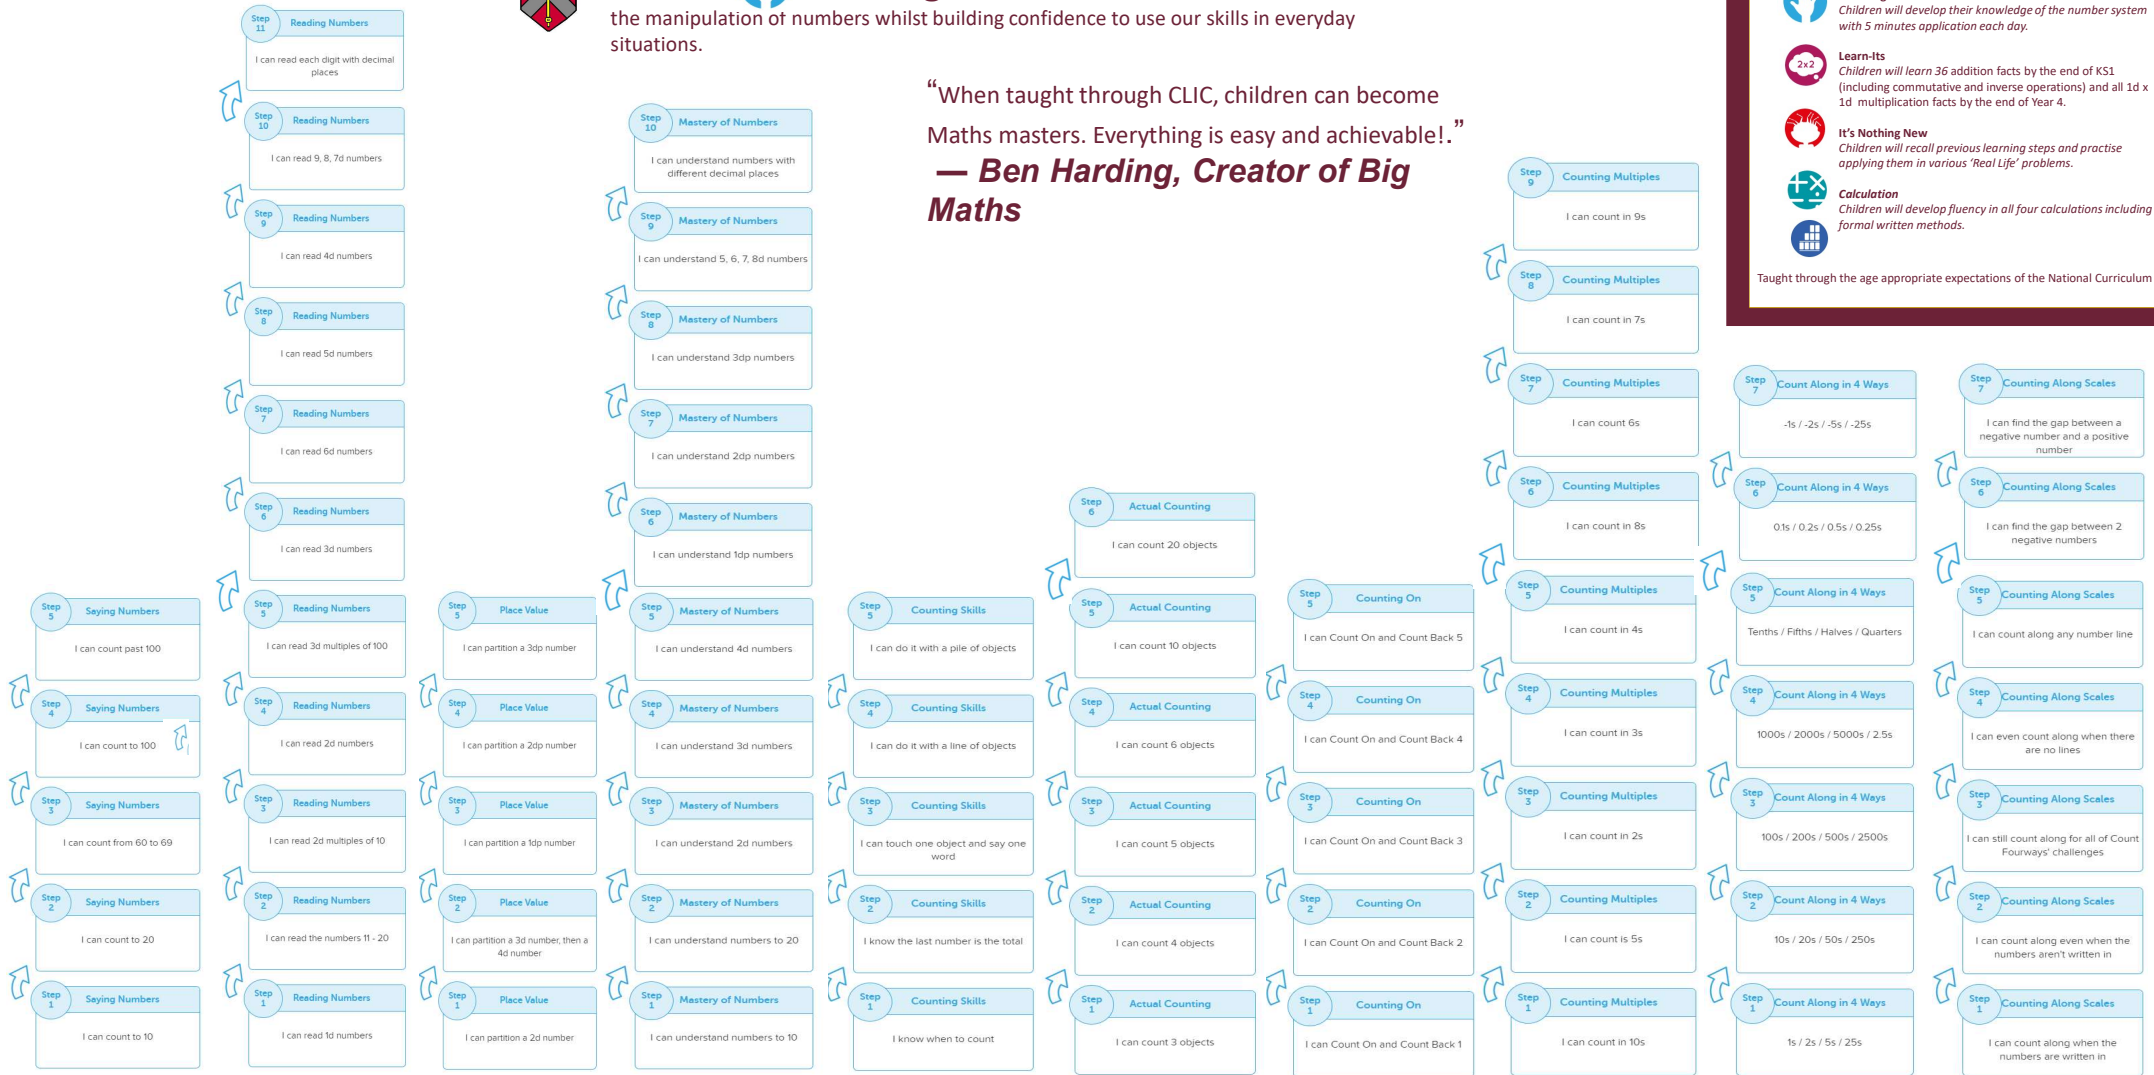 the manipulation of numbers whilst building confidence to use our skills in everyday
situations.
“When taught through CLIC, children can become
Maths masters. Everything is easy and achievable!.”
— Ben Harding, Creator of Big
Maths
Children will develop their knowledge of the number system
with 5 minutes application each day.
2x2
Learn-Its
Children will learn 36 addition facts by the end of KS1
(including commutative and inverse operations) and all 1d x
1d multiplication facts by the end of Year 4.
It’s Nothing New
Children will recall previous learning steps and practise
applying them in various ‘Real Life’ problems.
Calculation
Children will develop fluency in all four calculations including
formal written methods.
Taught through the age appropriate expectations of the National Curriculum
Step 5
Saying Numbers
I can count past 100
Step 4
Saying Numbers
I can count to 100
Step 3
Saying Numbers
I can count from 60 to 69
Step 2
Saying Numbers
I can count to 20
Step 1
Saying Numbers
I can count to 10
Step 11
Reading Numbers
I can read each digit with decimal
places
Step 10
Reading Numbers
I can read 9, 8, 7d numbers
Step 9
Reading Numbers
I can read 4d numbers
Step 8
Reading Numbers
I can read 5d numbers
Step 7
Reading Numbers
I can read 6d numbers
Step 6
Reading Numbers
I can read 3d numbers
Step 5
Reading Numbers
I can read 3d multiples of 100
Step 4
Reading Numbers
I can read 2d numbers
Step 3
Reading Numbers
I can read 2d multiples of 10
Step 2
Reading Numbers
I can read the numbers 11 - 20
Step 1
Reading Numbers
I can read 1d numbers
Step 5
Place Value
I can partition a 3dp number
Step 4
Place Value
I can partition a 2dp number
Step 3
Place Value
I can partition a 1dp number
Step 2
Place Value
I can partition a 3d number, then a
4d number
Step 1
Place Value
I can partition a 2d number
Step 10
Mastery of Numbers
I can understand numbers with
different decimal places
Step 9
Mastery of Numbers
I can understand 5, 6, 7, 8d numbers
Step 8
Mastery of Numbers
I can understand 3dp numbers
Step 7
Mastery of Numbers
I can understand 2dp numbers
Step 6
Mastery of Numbers
I can understand 1dp numbers
Step 5
Mastery of Numbers
I can understand 4d numbers
Step 4
Mastery of Numbers
I can understand 3d numbers
Step 3
Mastery of Numbers
I can understand 2d numbers
Step 2
Mastery of Numbers
I can understand numbers to 20
Step 1
Mastery of Numbers
I can understand numbers to 10
Step 5
Counting Skills
I can do it with a pile of objects
Step 4
Counting Skills
I can do it with a line of objects
Step 3
Counting Skills
I can touch one object and say one
word
Step 2
Counting Skills
I know the last number is the total
Step 1
Counting Skills
I know when to count
Step 6
Actual Counting
I can count 20 objects
Step 5
Actual Counting
I can count 10 objects
Step 4
Actual Counting
I can count 6 objects
Step 3
Actual Counting
I can count 5 objects
Step 2
Actual Counting
I can count 4 objects
Step 1
Actual Counting
I can count 3 objects
Step 5
Counting On
I can Count On and Count Back 5
Step 4
Counting On
I can Count On and Count Back 4
Step 3
Counting On
I can Count On and Count Back 3
Step 2
Counting On
I can Count On and Count Back 2
Step 1
Counting On
I can Count On and Count Back 1
Step 9
Counting Multiples
I can count in 9s
Step 8
Counting Multiples
I can count in 7s
Step 7
Counting Multiples
I can count 6s
Step 6
Counting Multiples
I can count in 8s
Step 5
Counting Multiples
I can count in 4s
Step 4
Counting Multiples
I can count in 3s
Step 3
Counting Multiples
I can count in 2s
Step 2
Counting Multiples
I can count is 5s
Step 1
Counting Multiples
I can count in 10s
Step 7
Count Along in 4 Ways
-1s / -2s / -5s / -25s
Step 6
Count Along in 4 Ways
0.1s / 0.2s / 0.5s / 0.25s
Step 5
Count Along in 4 Ways
Tenths / Fifths / Halves / Quarters
Step 4
Count Along in 4 Ways
1000s / 2000s / 5000s / 2.5s
Step 3
Count Along in 4 Ways
100s / 200s / 500s / 2500s
Step 2
Count Along in 4 Ways
10s / 20s / 50s / 250s
Step 1
Count Along in 4 Ways
1s / 2s / 5s / 25s
Step 7
Counting Along Scales
I can find the gap between a
negative number and a positive
number
Step 6
Counting Along Scales
I can find the gap between 2
negative numbers
Step 5
Counting Along Scales
I can count along any number line
Step 4
Counting Along Scales
I can even count along when there
are no lines
Step 3
Counting Along Scales
I can still count along for all of Count
Fourways' challenges
Step 2
Counting Along Scales
I can count along even when the
numbers aren't written in
Step 1
Counting Along Scales
I can count along when the
numbers are written in